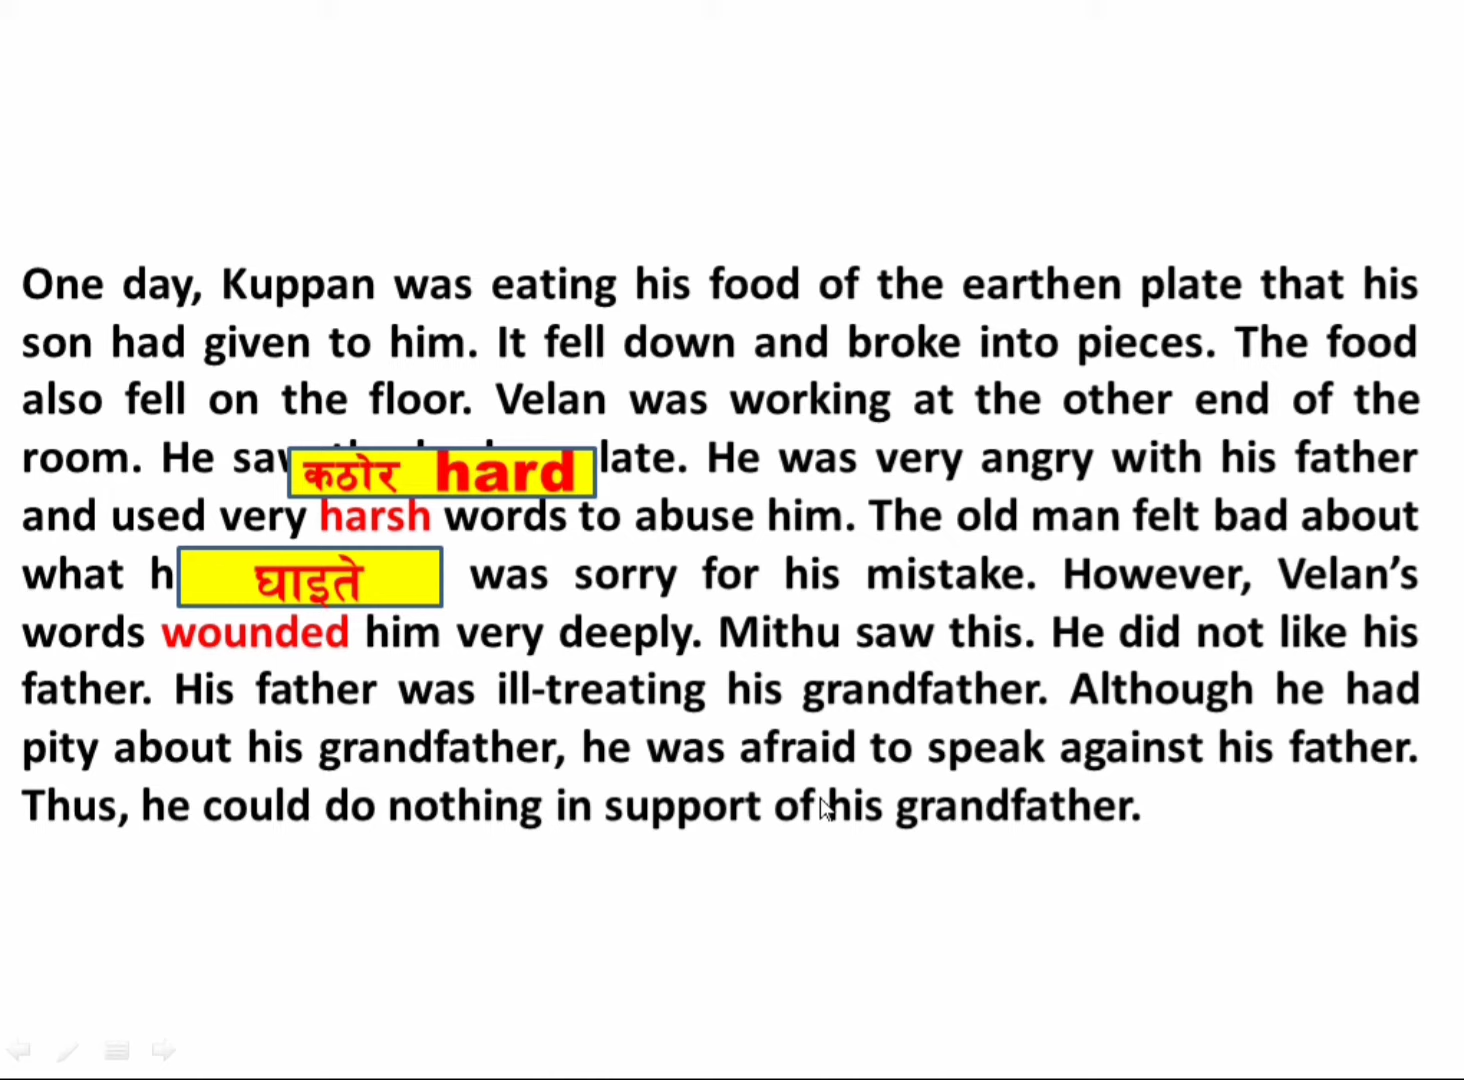 One day, Kuppan was eating his food of the earthen plate that his
son had given to him. It fell down and broke into pieces. The food
also fell on the floor. Velan was working at the other end of the
room. He saw late. He was very angry with his father
कठोर hard
and used very harsh words to abuse him. The old man felt bad about
what h was sorry for his mistake. However, Velan's
घाइते
words wounded him very deeply. Mithu saw this. He did not like his
father. His father was ill-treating his grandfather. Although he had
pity about his grandfather, he was afraid to speak against his father.
Thus, he could do nothing in support of his grandfather.